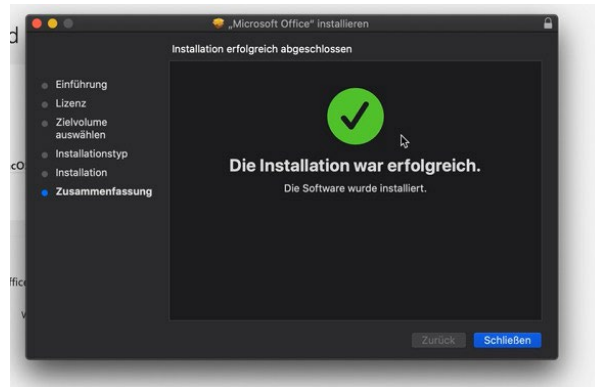 „Microsoft Office“ installieren
Installation erfolgreich abgeschlossen
Einführung
Lizenz
Zielvolume
auswählen
Installationstyp
Installation
Zusammenfassung
Die Installation war erfolgreich.
Die Software wurde installiert.
Zurück
Schließen